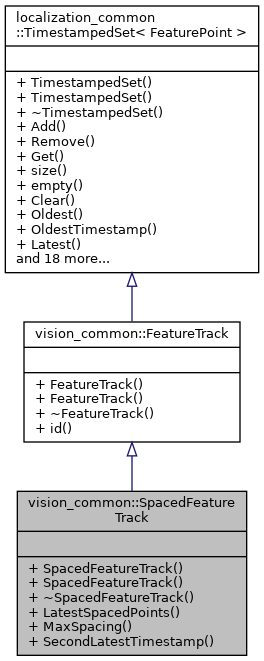 localization_common
::TimestampedSet< FeaturePoint >
+ TimestampedSet()
+ TimestampedSet()
+ ~TimestampedSet()
+ Add()
+ Remove()
+ Get()
+ size()
+ empty()
+ Clear()
+ Oldest()
+ OldestTimestamp()
+ Latest()
and 18 more...
vision_common::FeatureTrack
+ FeatureTrack()
+ FeatureTrack()
+ ~FeatureTrack()
+ id()
vision_common::SpacedFeature
Track
+ SpacedFeatureTrack()
+ SpacedFeatureTrack()
+ ~SpacedFeatureTrack()
+ LatestSpacedPoints()
+ MaxSpacing()
+ SecondLatestTimestamp()